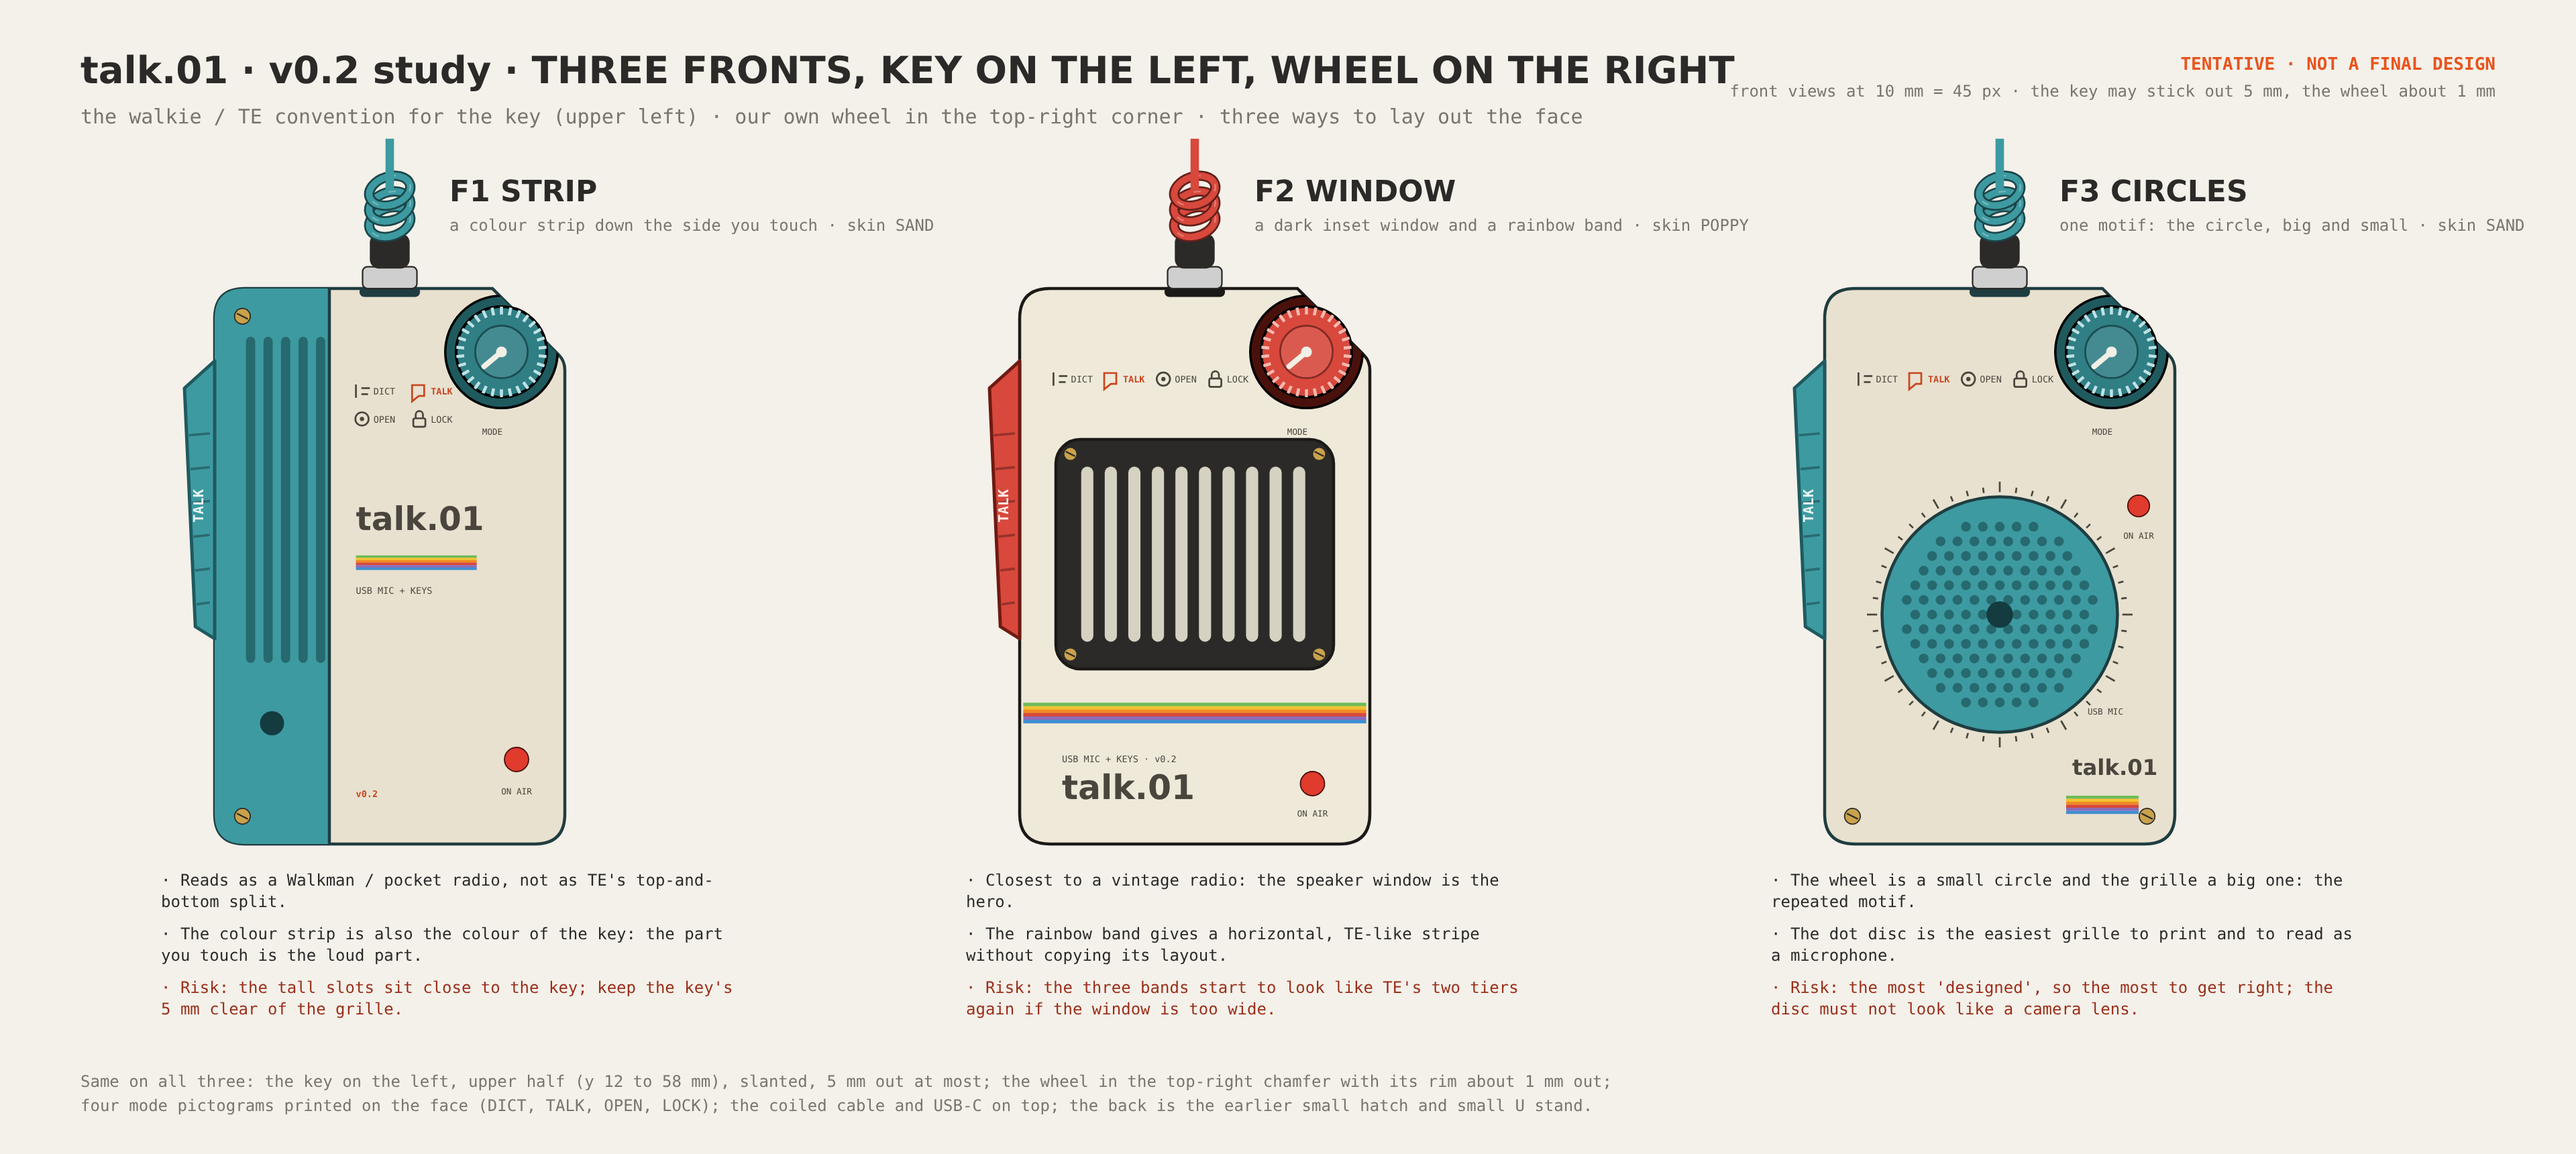 talk.01 · v0.2 study · THREE FRONTS, KEY ON THE LEFT, WHEEL ON THE RIGHT
TENTATIVE · NOT A FINAL DESIGN
front views at 10 mm = 45 px · the key may stick out 5 mm, the wheel about 1 mm
the walkie / TE convention for the key (upper left) · our own wheel in the top-right corner · three ways to lay out the face
F1 STRIP
a colour strip down the side you touch · skin SAND
DICT
TALK
OPEN
LOCK
MODE
TALK
talk.01
USB MIC + KEYS
v0.2
ON AIR
· Reads as a Walkman / pocket radio, not as TE's top-and-
bottom split.
· The colour strip is also the colour of the key: the part
you touch is the loud part.
· Risk: the tall slots sit close to the key; keep the key's
5 mm clear of the grille.
F2 WINDOW
a dark inset window and a rainbow band · skin POPPY
DICT
TALK
OPEN
LOCK
MODE
TALK
USB MIC + KEYS · v0.2
talk.01
ON AIR
· Closest to a vintage radio: the speaker window is the
hero.
· The rainbow band gives a horizontal, TE-like stripe
without copying its layout.
· Risk: the three bands start to look like TE's two tiers
again if the window is too wide.
F3 CIRCLES
one motif: the circle, big and small · skin SAND
DICT
TALK
OPEN
LOCK
MODE
TALK
ON AIR
USB MIC
talk.01
· The wheel is a small circle and the grille a big one: the
repeated motif.
· The dot disc is the easiest grille to print and to read as
a microphone.
· Risk: the most 'designed', so the most to get right; the
disc must not look like a camera lens.
Same on all three: the key on the left, upper half (y 12 to 58 mm), slanted, 5 mm out at most; the wheel in the top-right chamfer with its rim about 1 mm out;
four mode pictograms printed on the face (DICT, TALK, OPEN, LOCK); the coiled cable and USB-C on top; the back is the earlier small hatch and small U stand.